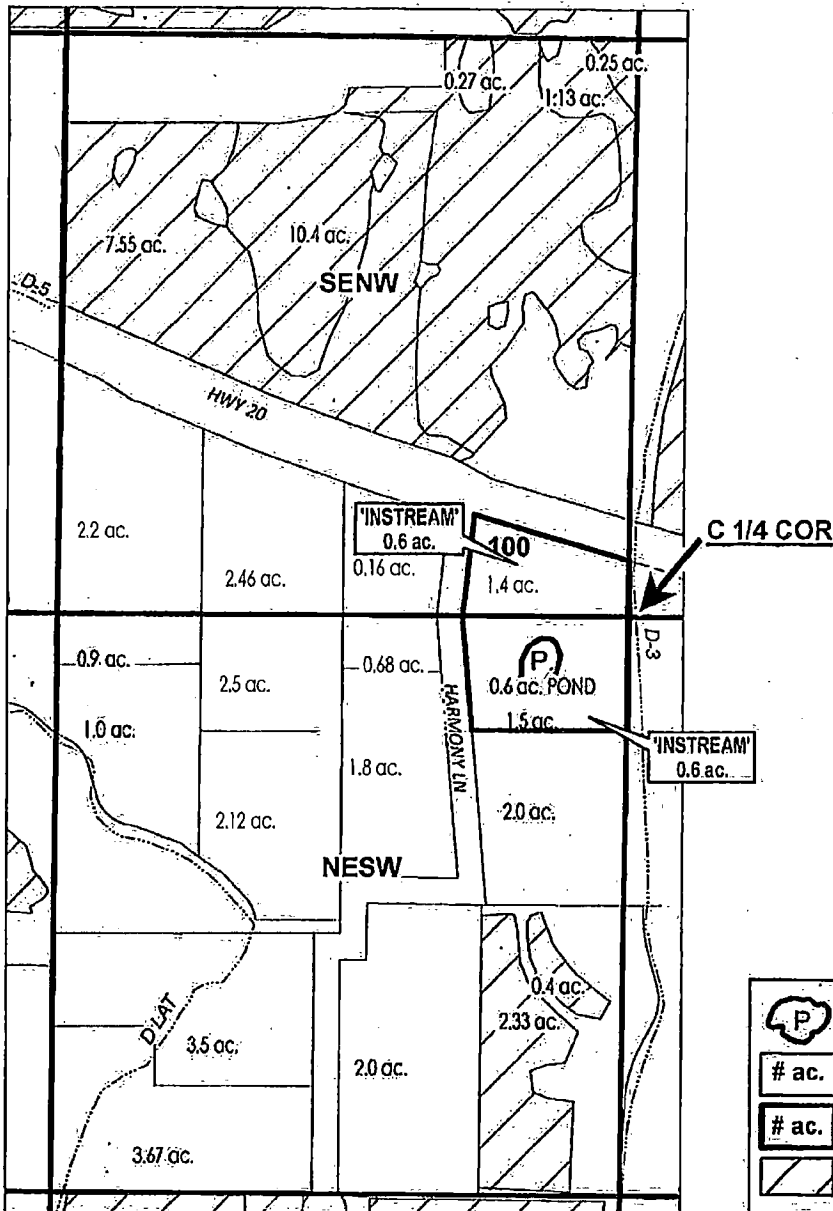 0.25 ac.
0.27 ac.
1.13 ac.
7.55 ac.
10.4 ac.
SENW
D-5
HWY 20
'INSTREAM'
0.6 ac.
C 1/4 COR
2.2 ac.
2.46 ac.
0.16 ac.
100
1.4 ac.
D-3
0.9 ac.
2.5 ac.
0.68 ac.
P
0.6 ac. POND
1.5 ac.
HARMONY LN
'INSTREAM'
0.6 ac.
1.0 ac.
1.8 ac.
2.12 ac.
2.0 ac.
NESW
0.4 ac.
2.33 ac.
D LAT
3.5 ac.
2.0 ac.
3.67 ac.
P
# ac.
# ac.